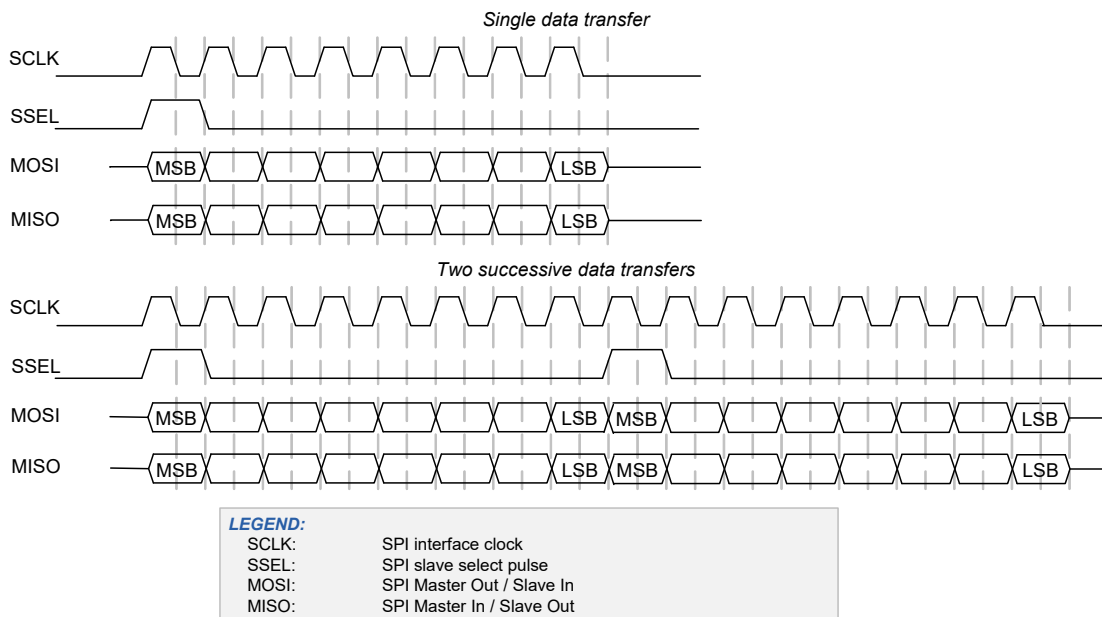 Single data transfer
SCLK
SSEL
MOSI MSB LSB
MISO MSB LSB
Two successive data transfers
SCLK
SSEL
MOSI MSB LSB MSB LSB
MISO MSB LSB MSB LSB
LEGEND:
SCLK: SPI interface clock
SSEL: SPI slave select pulse
MOSI: SPI Master Out / Slave In
MISO: SPI Master In / Slave Out